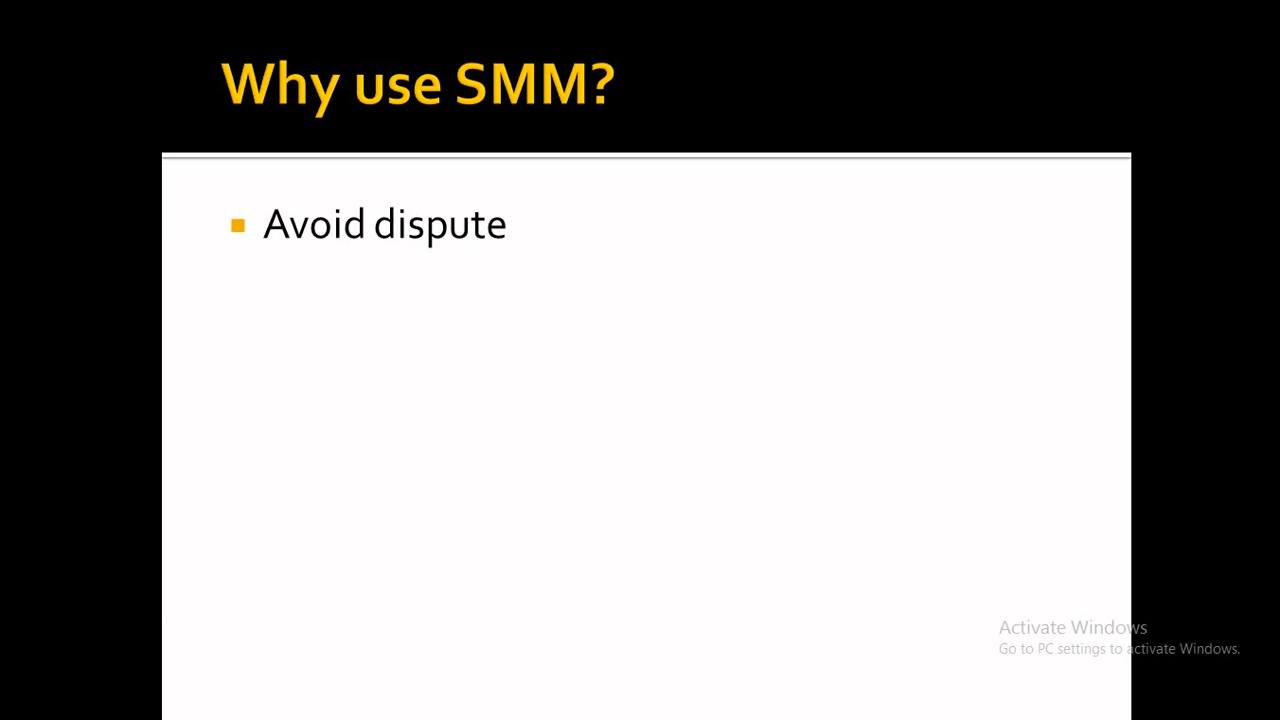 Why use SMM?
Avoid dispute
Activate Windows
Go to PC settings to activate Windows.